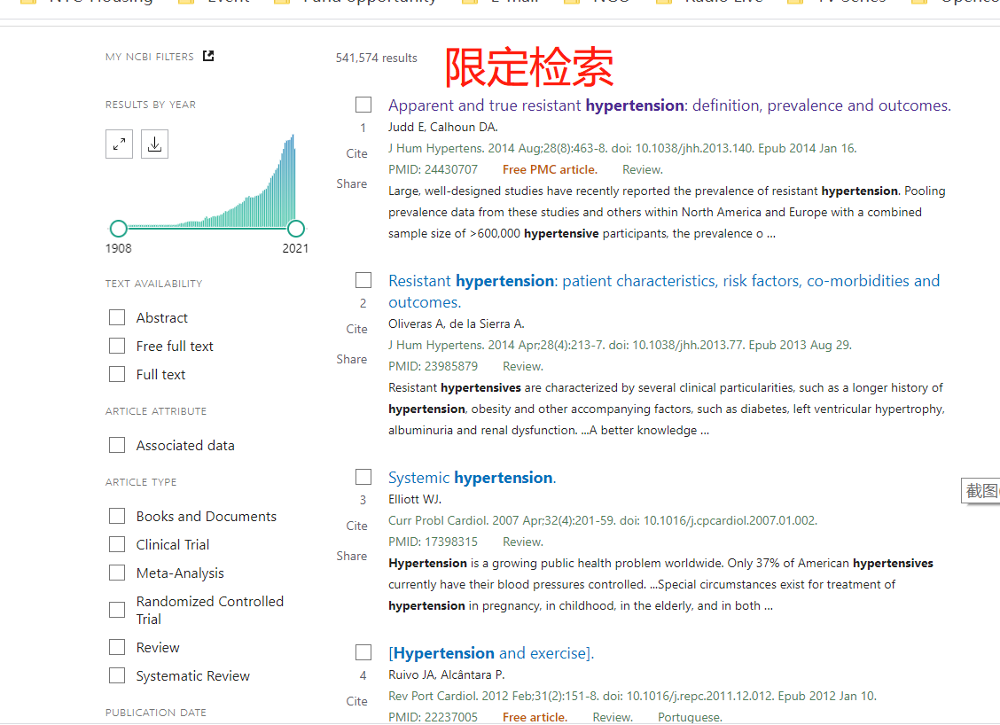 Event
E-mail
NGO
Radio Live
TV Series
MY NCBI FILTERS
541,574 results
限定检索
RESULTS BY YEAR
1908
2021
TEXT AVAILABILITY
Abstract
Free full text
Full text
ARTICLE ATTRIBUTE
Associated data
ARTICLE TYPE
Books and Documents
Clinical Trial
Meta-Analysis
Randomized Controlled
Trial
Review
Systematic Review
PUBLICATION DATE
Apparent and true resistant hypertension: definition, prevalence and outcomes.
1
Judd E, Calhoun DA.
Cite
J Hum Hypertens. 2014 Aug;28(8):463-8. doi: 10.1038/jhh.2013.140. Epub 2014 Jan 16.
PMID: 24430707 Free PMC article. Review.
Share
Large, well-designed studies have recently reported the prevalence of resistant hypertension. Pooling
prevalence data from these studies and others within North America and Europe with a combined
sample size of >600,000 hypertensive participants, the prevalence o ...
Resistant hypertension: patient characteristics, risk factors, co-morbidities and
outcomes.
2
Oliveras A, de la Sierra A.
Cite
J Hum Hypertens. 2014 Apr;28(4):213-7. doi: 10.1038/jhh.2013.77. Epub 2013 Aug 29.
PMID: 23985879 Review.
Share
Resistant hypertensives are characterized by several clinical particularities, such as a longer history of
hypertension, obesity and other accompanying factors, such as diabetes, left ventricular hypertrophy,
albuminuria and renal dysfunction. ...A better knowledge ...
Systemic hypertension.
3
Elliott WJ.
Cite
Curr Probl Cardiol. 2007 Apr;32(4):201-59. doi: 10.1016/j.cpcardiol.2007.01.002.
PMID: 17398315 Review.
Share
Hypertension is a growing public health problem worldwide. Only 37% of American hypertensives
currently have their blood pressures controlled. ...Special circumstances exist for treatment of
hypertension in pregnancy, in childhood, in the elderly, and in both ...
截图
[Hypertension and exercise].
4
Ruivo JA, Alcântara P.
Cite
Rev Port Cardiol. 2012 Feb;31(2):151-8. doi: 10.1016/j.repc.2011.12.012. Epub 2012 Jan 10.
PMID: 22237005 Free article. Review. Portuguese.